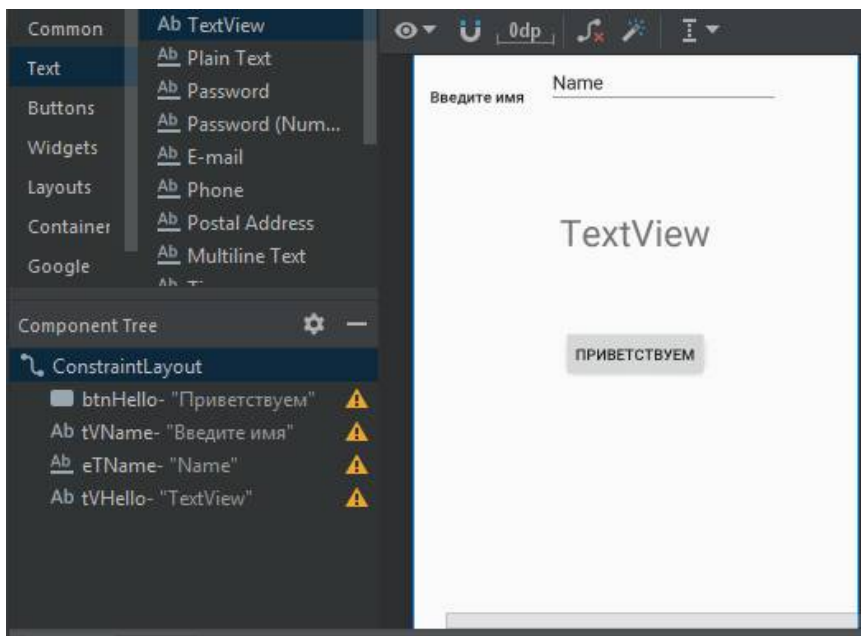 Common
Text
Buttons
Widgets
Layouts
Container
Google
Ab TextView
Ab Plain Text
Ab Password
Ab Password (Num...
Ab E-mail
Ab Phone
Ab Postal Address
Ab Multiline Text
0dp
Component Tree
ConstraintLayout
btnHello- "Приветствуем"
Ab tVName- "Введите имя"
Ab eTName- "Name"
Ab tVHello- "TextView"
Введите имя
Name
TextView
ПРИВЕТСТВУЕМ